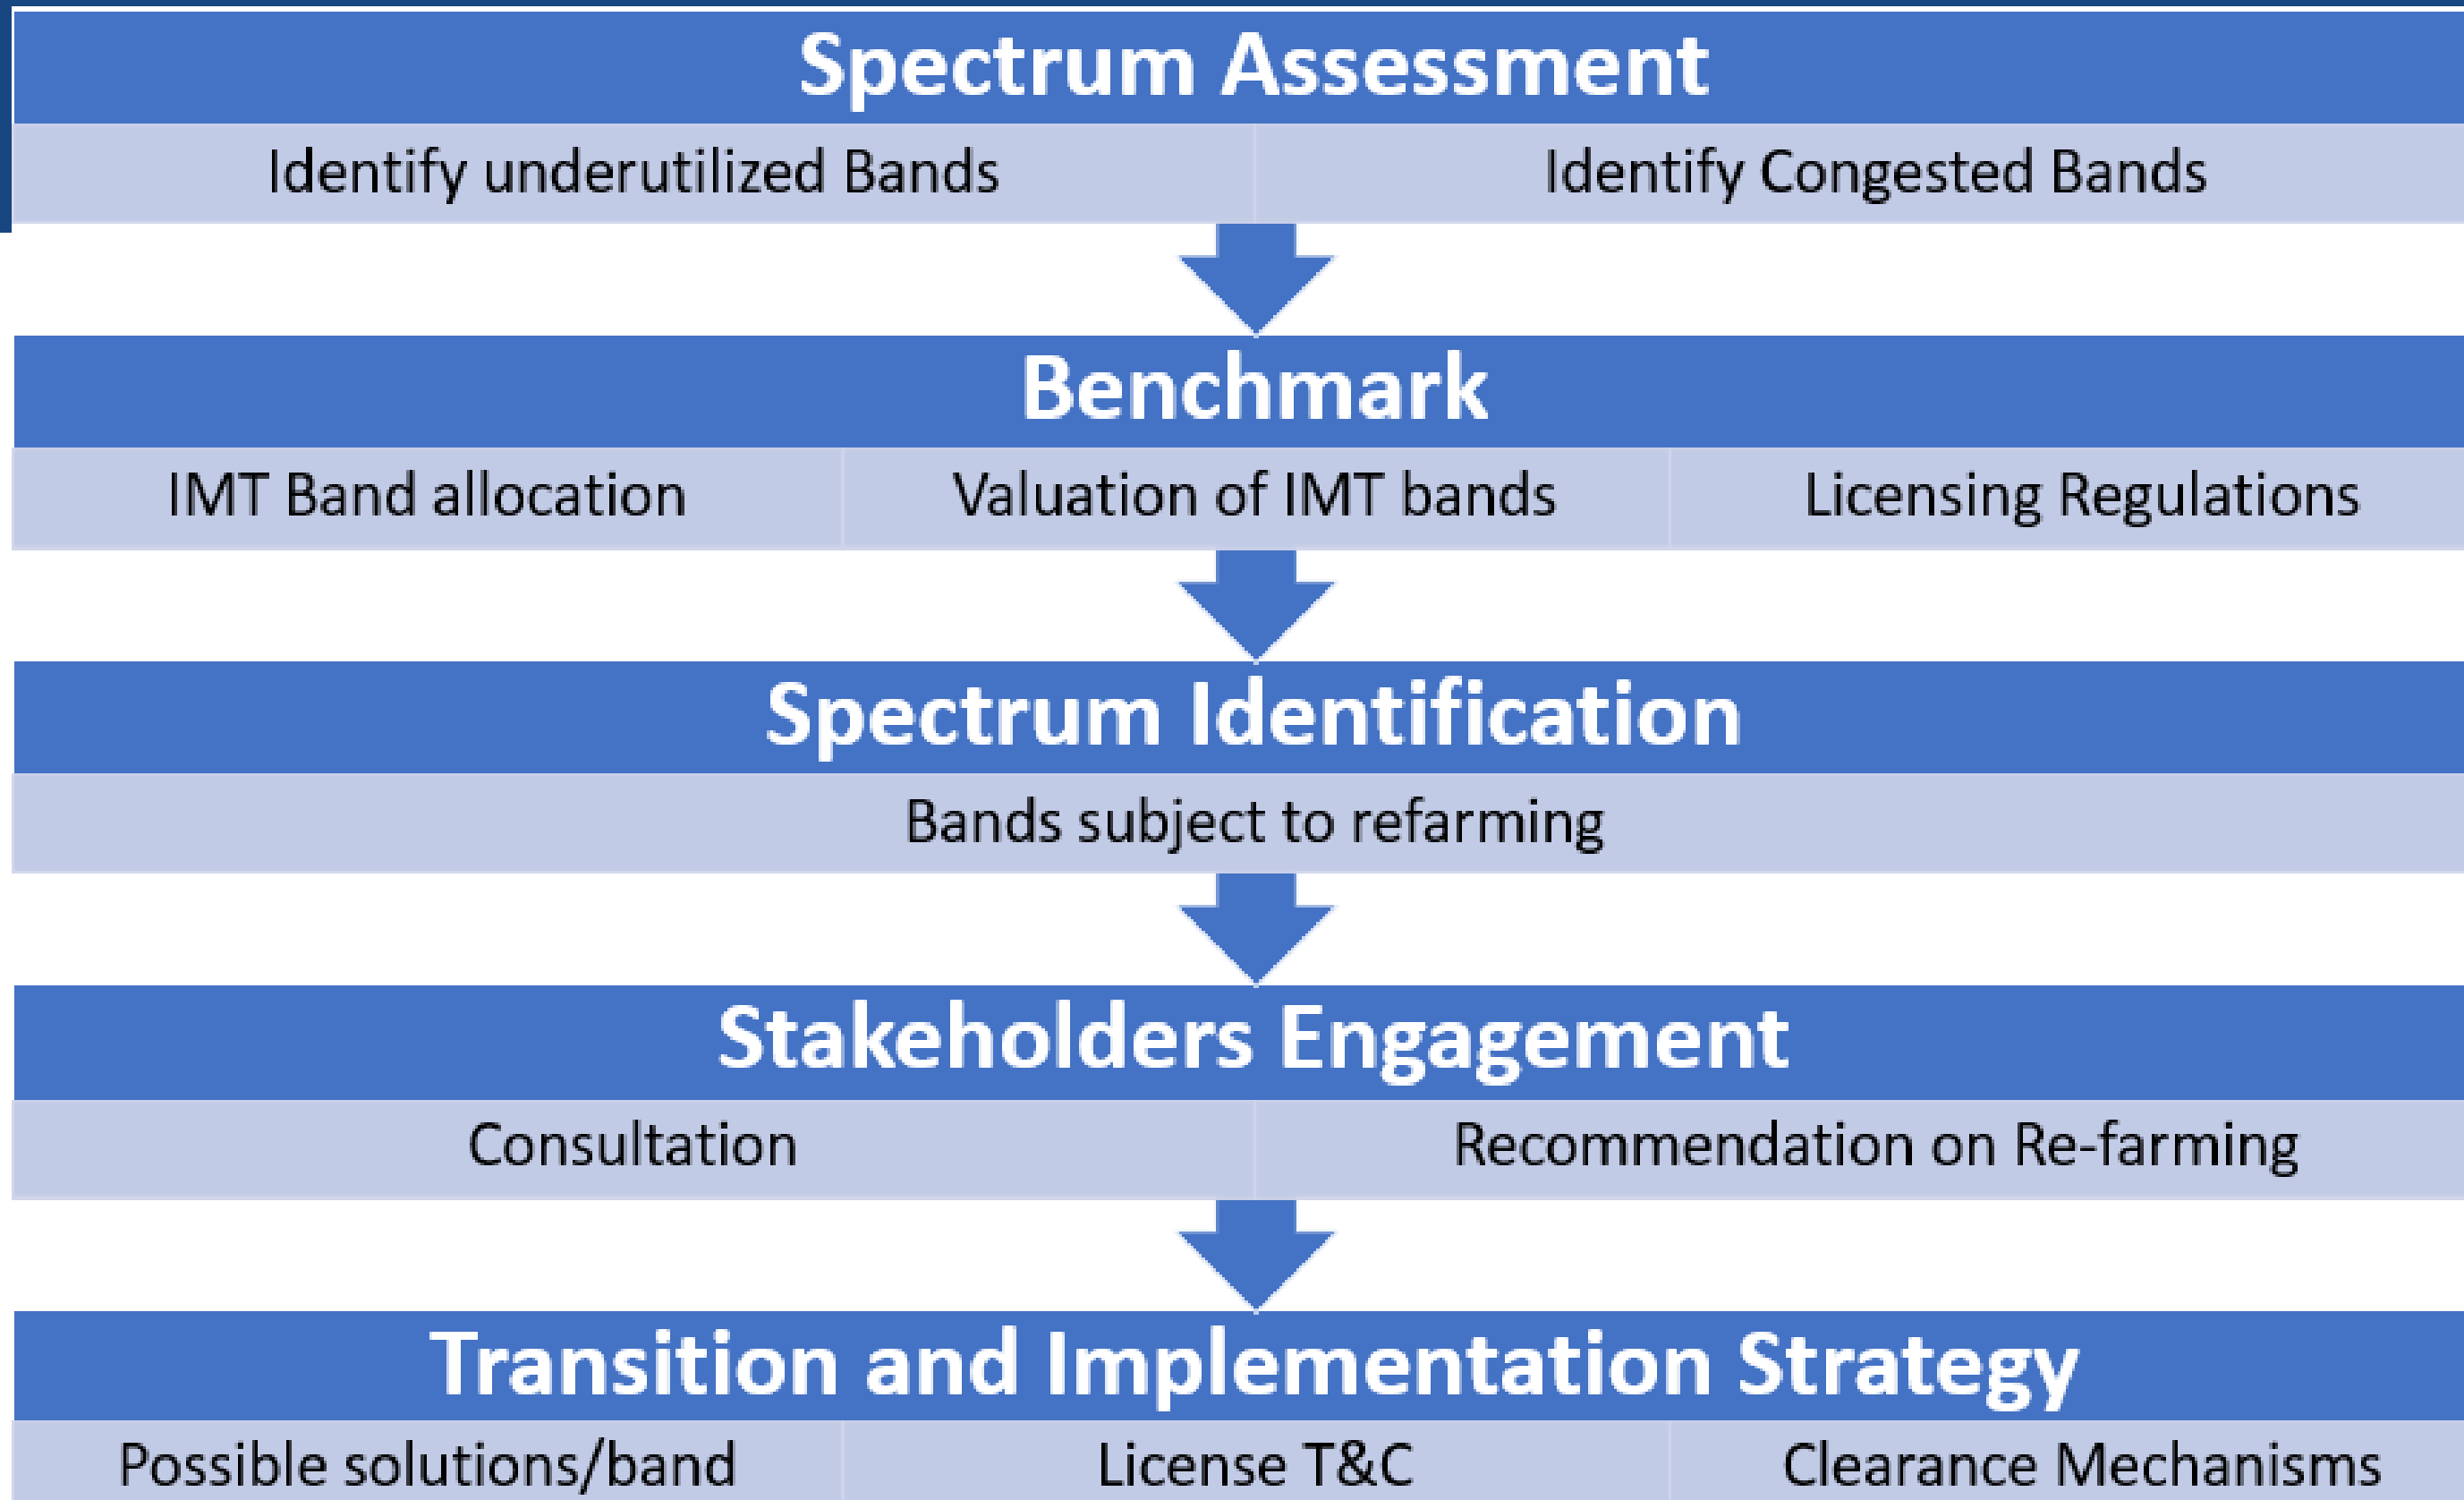 Spectrum Assessment
Identify underutilized Bands
Identify Congested Bands
Benchmark
IMT Band allocation
Valuation of IMT bands
Licensing Regulations
Spectrum Identification
Bands subject to refarming
Stakeholders Engagement
Consultation
Recommendation on Re-farming
Transition and Implementation Strategy
Possible solutions/band
License T&C
Clearance Mechanisms